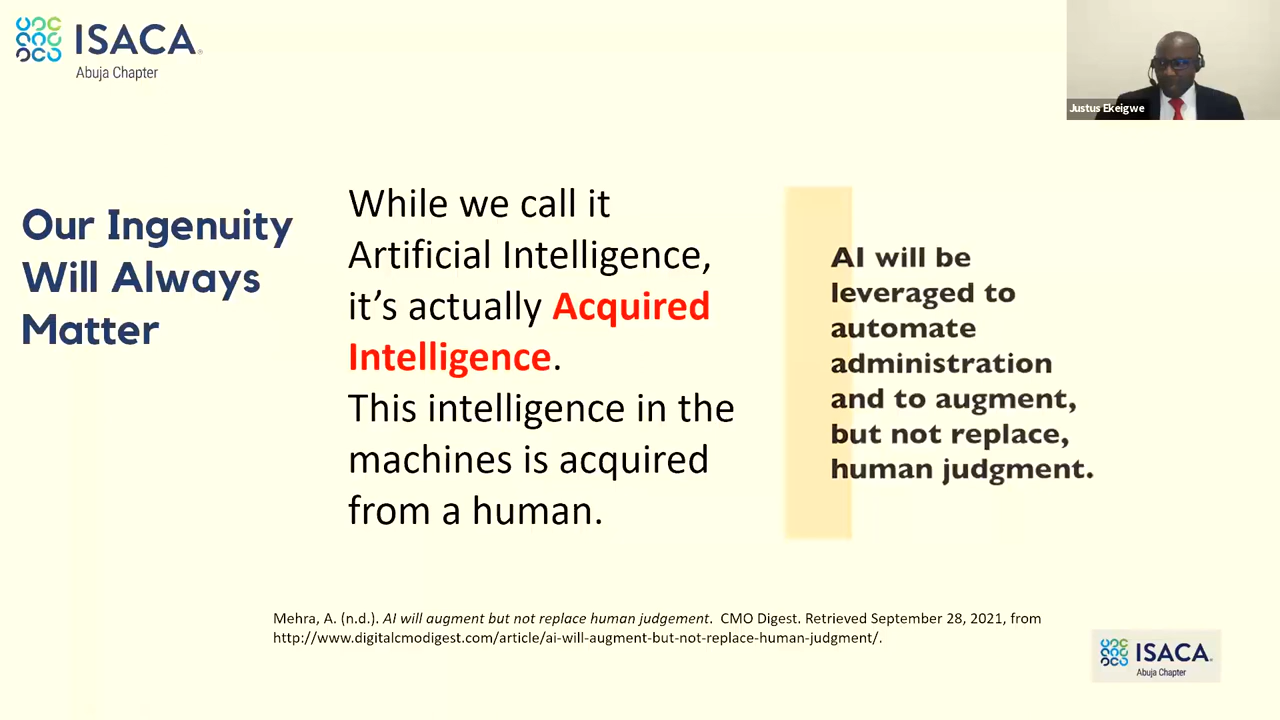 ISACA®
Abuja Chapter
Justus Ekeigwe
Our Ingenuity
Will Always
Matter
While we call it
Artificial Intelligence,
it’s actually Acquired
Intelligence.
This intelligence in the
machines is acquired
from a human.
AI will be
leveraged to
automate
administration
and to augment,
but not replace,
human judgment.
Mehra, A. (n.d.). AI will augment but not replace human judgement. CMO Digest. Retrieved September 28, 2021, from
http://www.digitalcmodigest.com/article/ai-will-augment-but-not-replace-human-judgment/.
ISACA®
Abuja Chapter